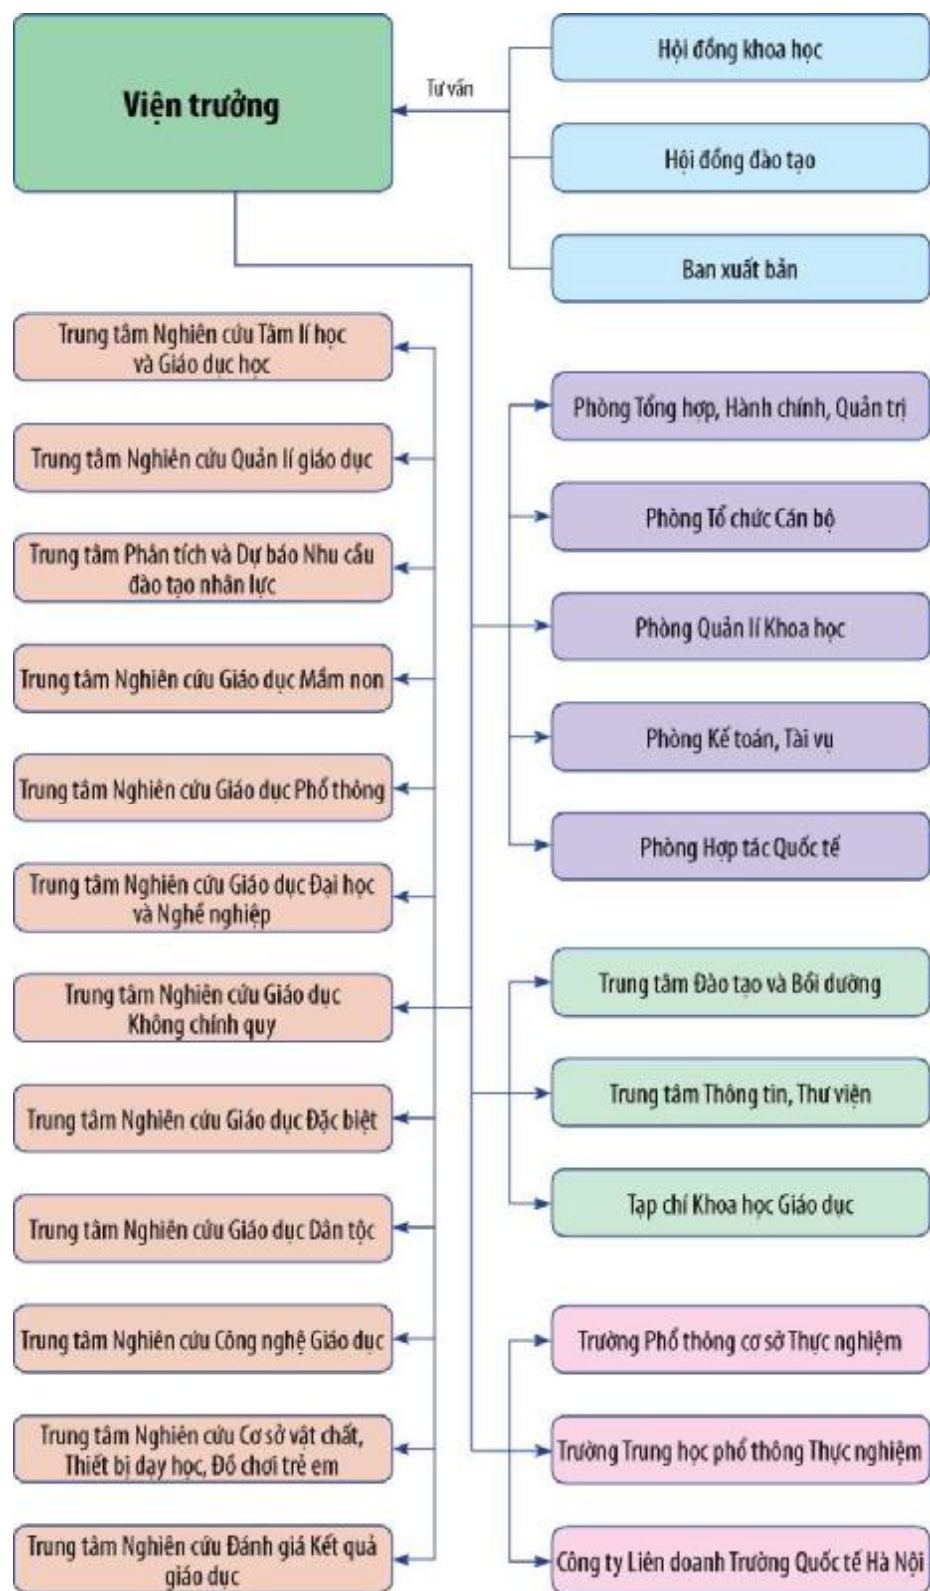 Viện trưởng
Tư vấn
Hội đồng khoa học
Hội đồng đào tạo
Ban xuất bản
Trung tâm Nghiên cứu Tâm lí học
và Giáo dục học
Trung tâm Nghiên cứu Quản lí giáo dục
Trung tâm Phân tích và Dự báo Nhu cầu
đào tạo nhân lực
Trung tâm Nghiên cứu Giáo dục Mầm non
Trung tâm Nghiên cứu Giáo dục Phổ thông
Trung tâm Nghiên cứu Giáo dục Đại học
và Nghề nghiệp
Trung tâm Nghiên cứu Giáo dục
Không chính quy
Trung tâm Nghiên cứu Giáo dục Đặc biệt
Trung tâm Nghiên cứu Giáo dục Dân tộc
Trung tâm Nghiên cứu Công nghệ Giáo dục
Trung tâm Nghiên cứu Cơ sở vật chất,
Thiết bị dạy học, Đồ chơi trẻ em
Trung tâm Nghiên cứu Đánh giá Kết quả
giáo dục
Phòng Tổng hợp, Hành chính, Quản trị
Phòng Tổ chức Cán bộ
Phòng Quản lí Khoa học
Phòng Kế toán, Tài vụ
Phòng Hợp tác Quốc tế
Trung tâm Đào tạo và Bồi dưỡng
Trung tâm Thông tin, Thư viện
Tạp chí Khoa học Giáo dục
Trường Phổ thông cơ sở Thực nghiệm
Trường Trung học phổ thông Thực nghiệm
Công ty Liên doanh Trường Quốc tế Hà Nội